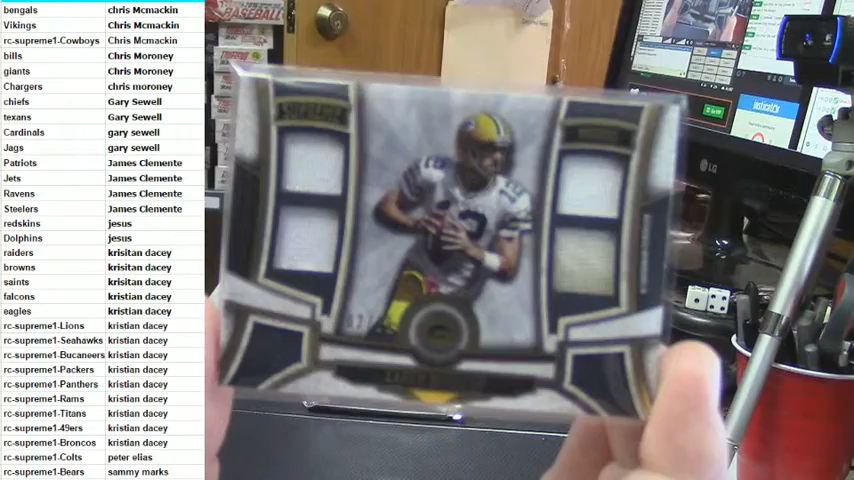 bengals chris Mcmackin
Vikings chris Mcmackin
rc-supreme1-Cowboys Chris Mcmackin
bills Chris Moroney
giants Chris Moroney
Chargers chris moroney
chiefs Gary Sewell
texans Gary Sewell
Cardinals gary sewell
Jags gary sewell
Patriots James Clemente
Jets James Clemente
Ravens James Clemente
Steelers James Clemente
redskins jesus
Dolphins jesus
raiders krisitan dacey
browns krisitan dacey
saints krisitan dacey
falcons krisitan dacey
eagles krisitan dacey
rc-supreme1-Lions kristian dacey
rc-supreme1-Seahawks kristian dacey
rc-supreme1-Bucaneers kristian dacey
rc-supreme1-Packers kristian dacey
rc-supreme1-Panthers kristian dacey
rc-supreme1-Rams kristian dacey
rc-supreme1-Titans kristian dacey
rc-supreme1-49ers kristian dacey
rc-supreme1-Broncos kristian dacey
rc-supreme1-Colts peter elias
rc-supreme1-Bears sammy marks
BASEBALL
LG
12